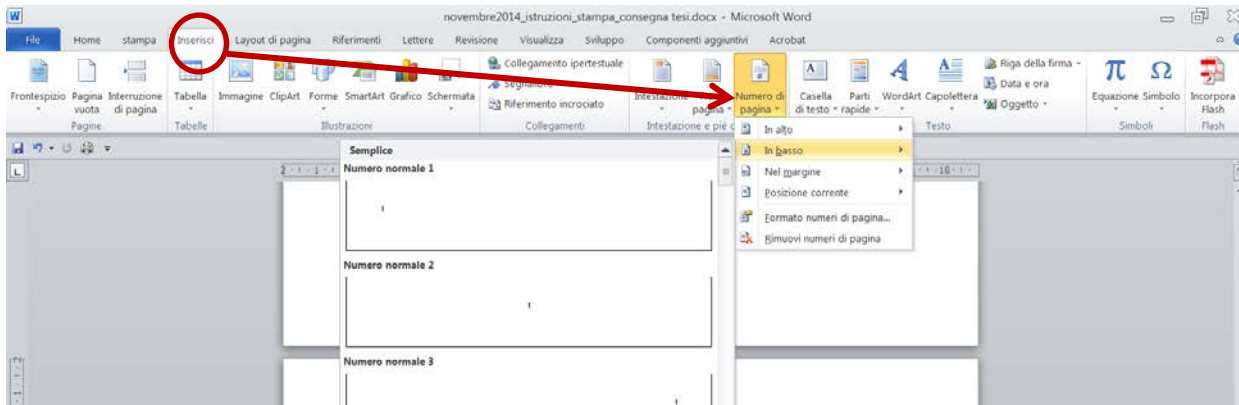 novembre2014_istruzioni_stampa_consegna tesi.docx - Microsoft Word
File Home stampa Inserisci Layout di pagina Riferimenti Lettere Revisione Visualizza Sviluppo Componenti aggiuntivi Acrobat
Frontespizio
Pagina vuota
Interruzione di pagina
Pagine
Tabella
Tabelle
Immagine
ClipArt
Forme
SmartArt
Grafico
Schermata
Illustrazioni
Collegamento ipertestuale
Segnalibro
Riferimento incrociato
Collegamenti
Intestazione
pagina
Numero di pagina
Intestazione e piè
Casella di testo
Parti rapide
WordArt
Capolettera
Riga della firma
Data e ora
Oggetto
Testo
Equazione
Simbolo
Simboli
Incorpora Flash
Flash
In alto
In basso
Nel margine
Posizione corrente
Formato numeri di pagina...
Rimuovi numeri di pagina
Semplice
Numero normale 1
Numero normale 2
Numero normale 3